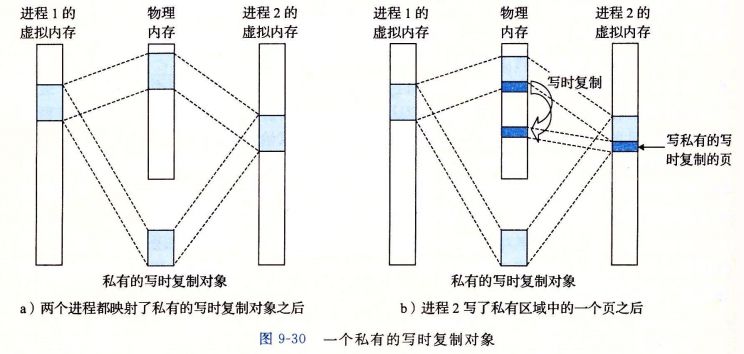 进程1的
虚拟内存
物理
内存
进程2的
虚拟内存
私有的写时复制对象
a）两个进程都映射了私有的写时复制对象之后
进程1的
虚拟内存
物理
内存
进程2的
虚拟内存
写时复制
写私有的写
时复制的页
私有的写时复制对象
b）进程2写了私有区域中的一个页之后
图 9-30 一个私有的写时复制对象